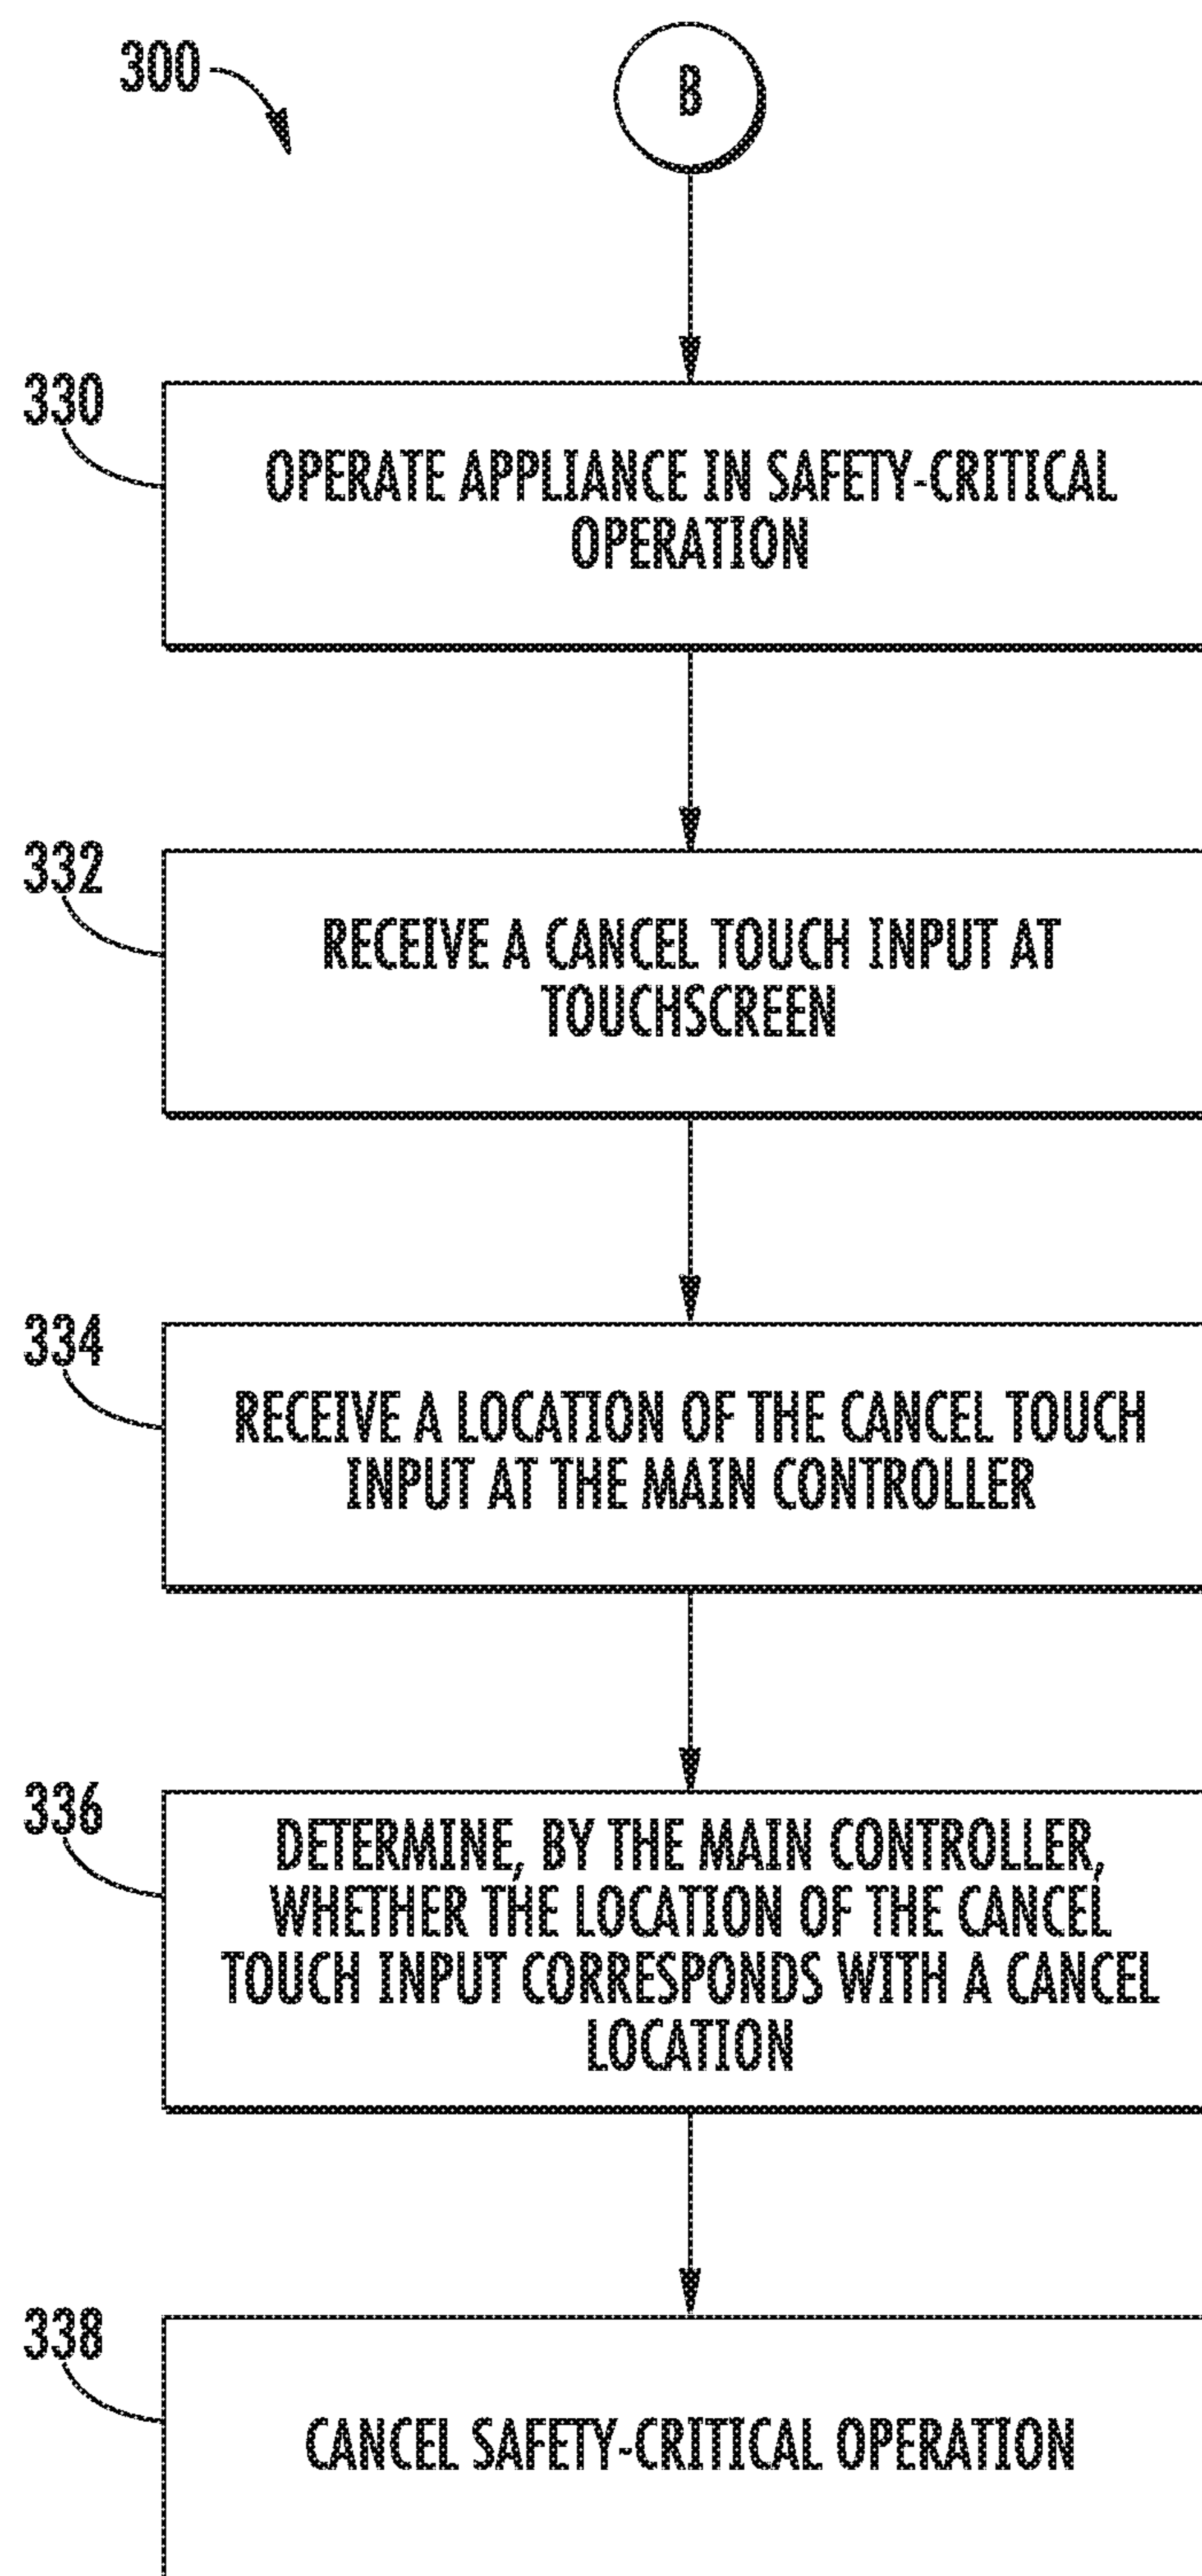 300
B
330
OPERATE APPLIANCE IN SAFETY-CRITICAL
OPERATION
332
RECEIVE A CANCEL TOUCH INPUT AT
TOUCHSCREEN
334
RECEIVE A LOCATION OF THE CANCEL TOUCH
INPUT AT THE MAIN CONTROLLER
336
DETERMINE, BY THE MAIN CONTROLLER,
WHETHER THE LOCATION OF THE CANCEL
TOUCH INPUT CORRESPONDS WITH A CANCEL
LOCATION
338
CANCEL SAFETY-CRITICAL OPERATION